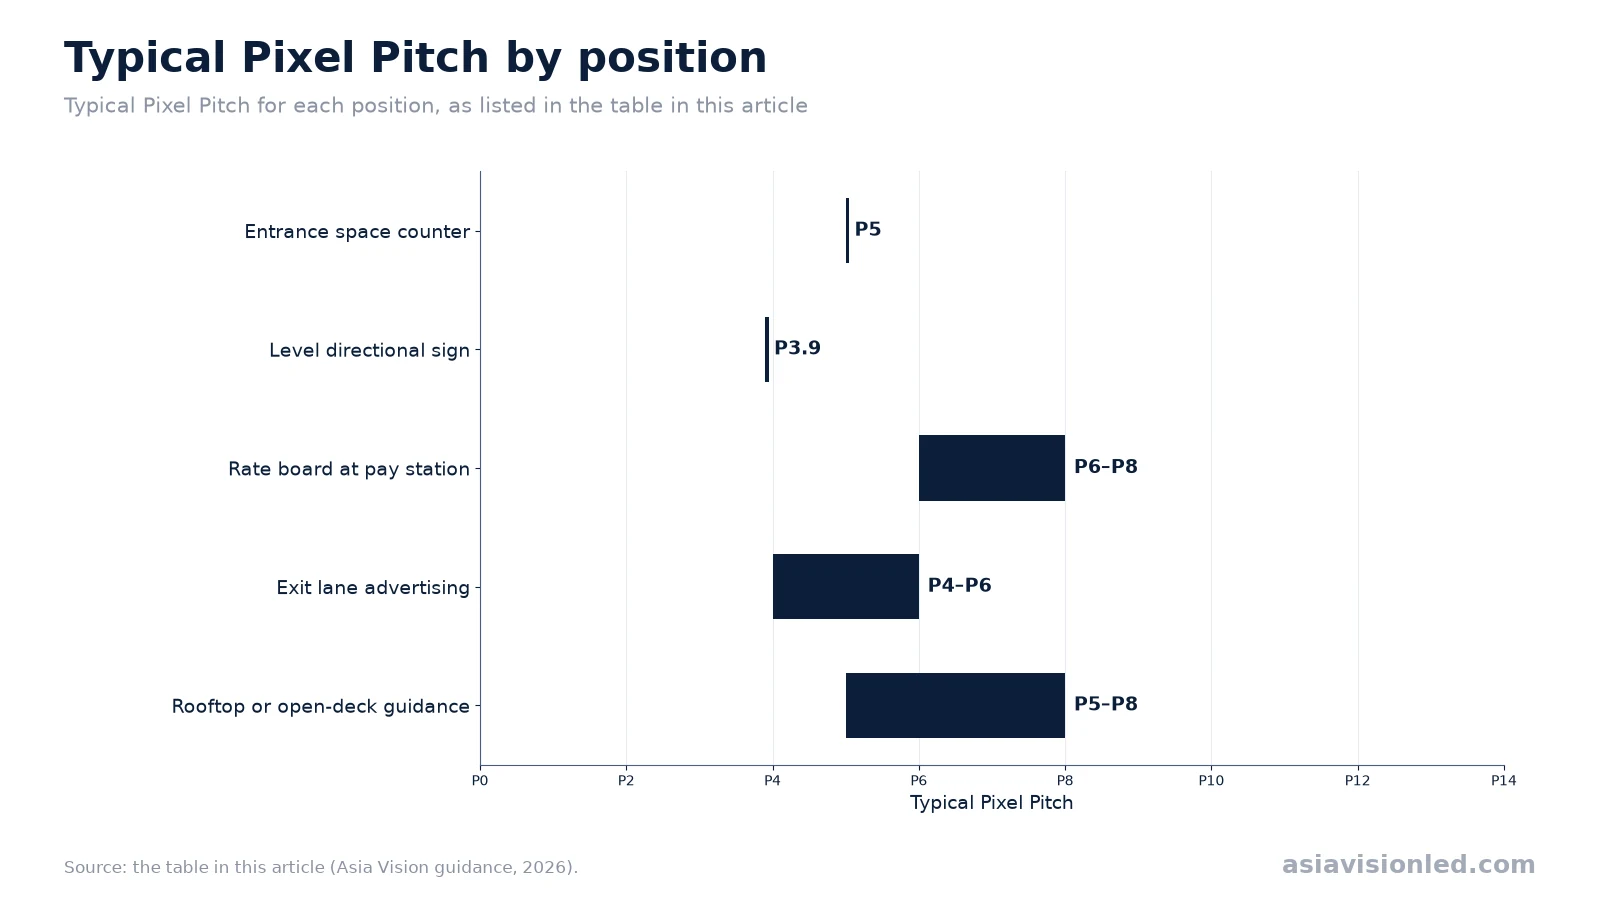 Typical Pixel Pitch by position
Typical Pixel Pitch for each position, as listed in the table in this article
Entrance space counter
P5
Level directional sign
P3.9
Rate board at pay station
P6–P8
Exit lane advertising
P4–P6
Rooftop or open-deck guidance
P5–P8
P0 P2 P4 P6 P8 P10 P12 P14
Typical Pixel Pitch
Source: the table in this article (Asia Vision guidance, 2026).
asiavisionled.com